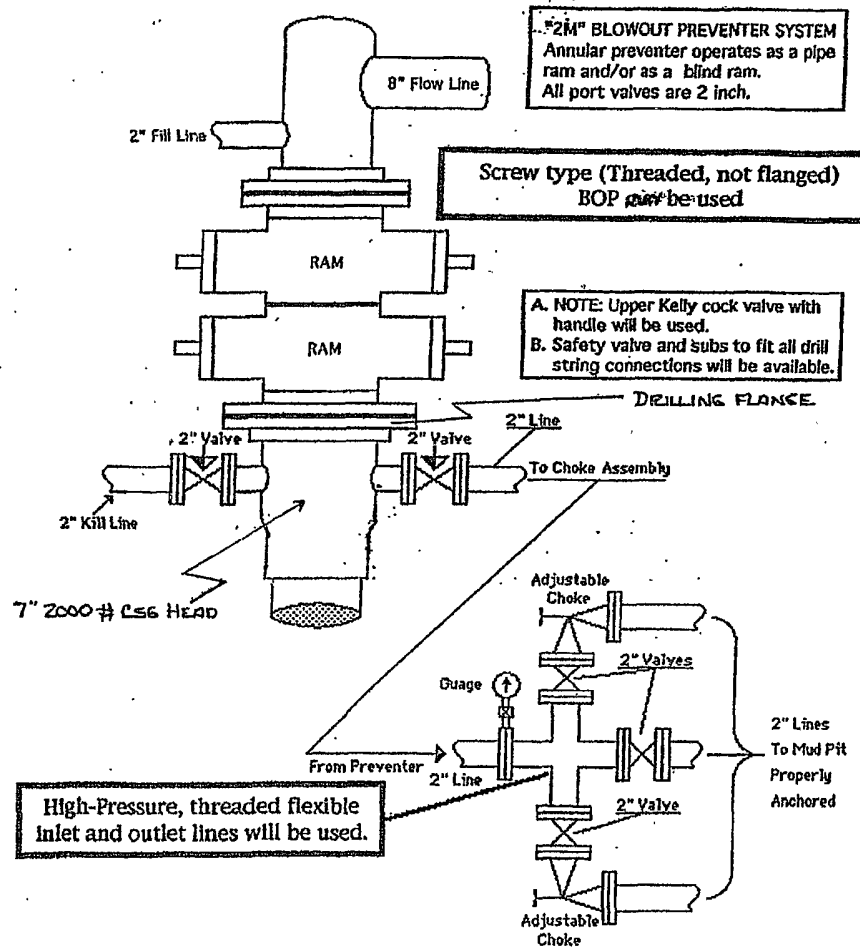 "2M" BLOWOUT PREVENTER SYSTEM
Annular preventer operates as a pipe
ram and/or as a blind ram.
All port valves are 2 inch.
8" Flow Line
2" Fill Line
Screw type (Threaded, not flanged)
BOP be used
RAM
A. NOTE: Upper Kelly cock valve with
handle will be used.
B. Safety valve and subs to fit all drill
string connections will be available.
RAM
DRILLING FLANGE
2" Valve
2" Valve
2" Line
To Choke Assembly
2" Kill Line
7" 2000 # CSG HEAD
Adjustable
Choke
2" Valves
Guage
2" Lines
To Mud Pit
Properly
Anchored
From Preventer
2" Line
High-Pressure, threaded flexible
inlet and outlet lines will be used.
2" Valve
Adjustable
Choke